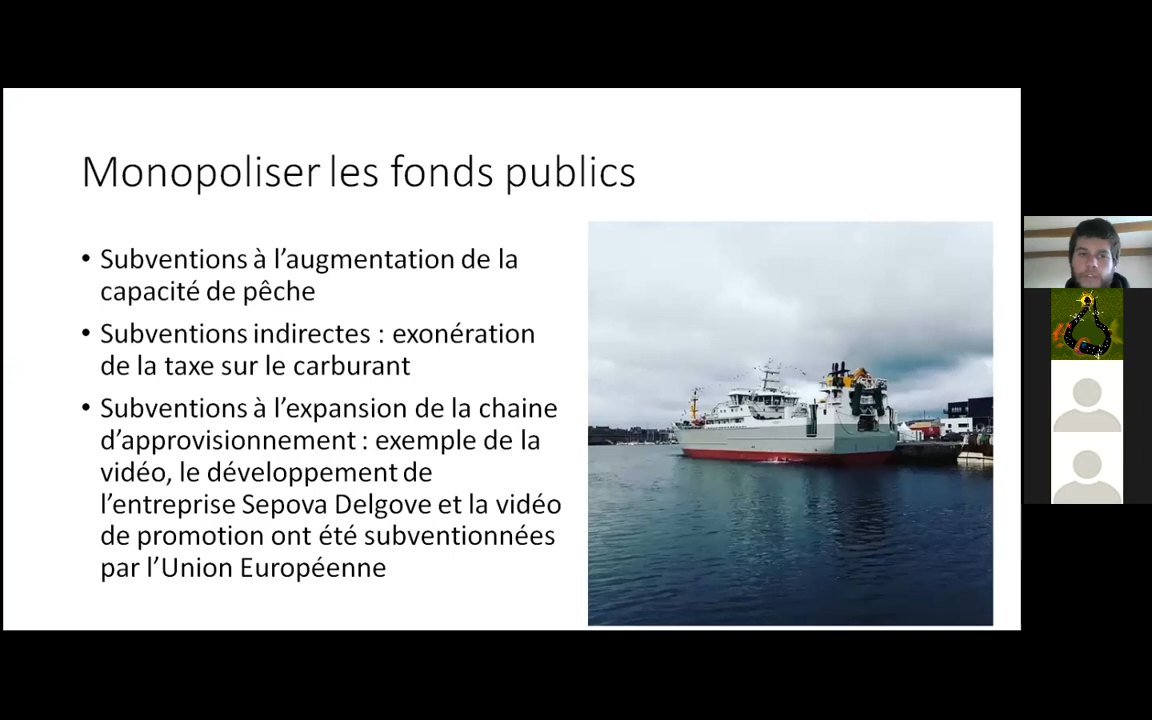 Monopoliser les fonds publics
• Subventions à l’augmentation de la
capacité de pêche
• Subventions indirectes : exonération
de la taxe sur le carburant
• Subventions à l’expansion de la chaine
d’approvisionnement : exemple de la
vidéo, le développement de
l’entreprise Sepova Delgove et la vidéo
de promotion ont été subventionnées
par l’Union Européenne